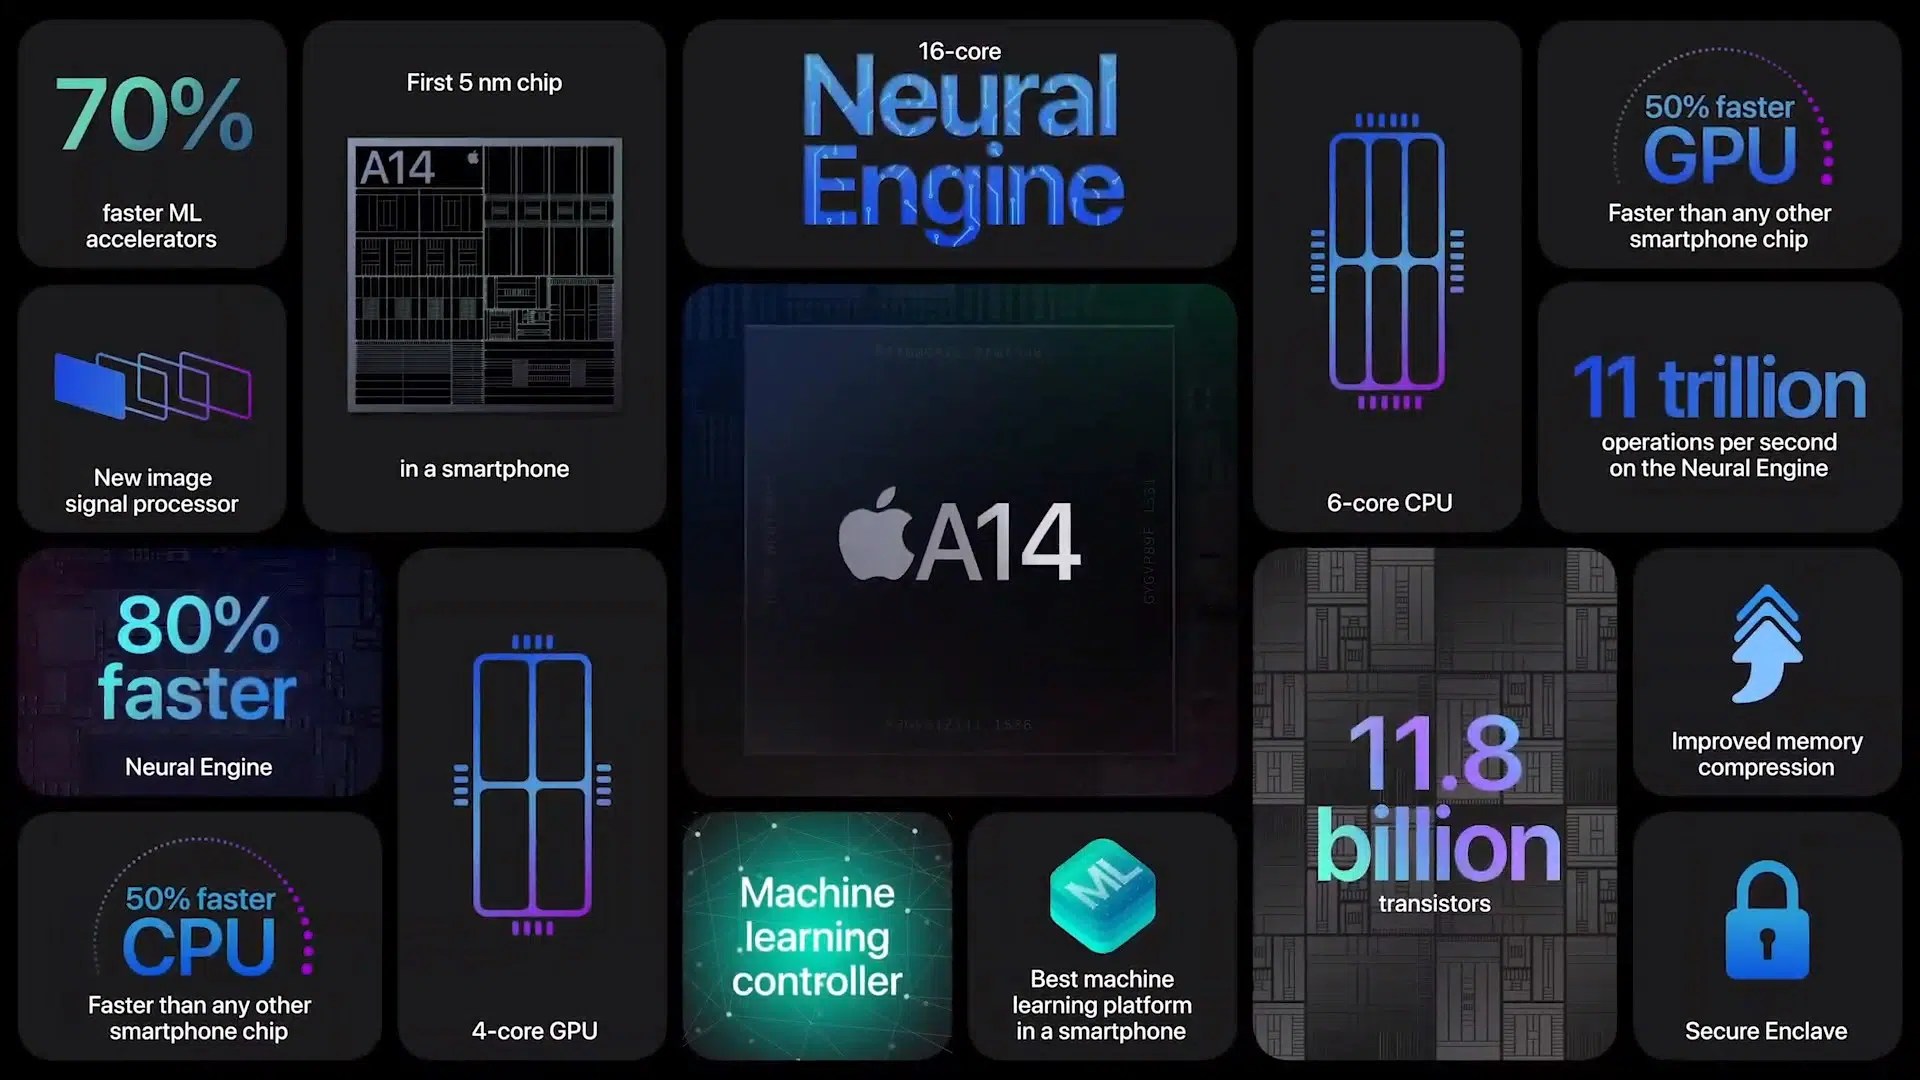 70%
faster ML
accelerators
First 5 nm chip
A14
in a smartphone
16-core
Neural
Engine
6-core CPU
50% faster
GPU
Faster than any other
smartphone chip
New image
signal processor
A14
11 trillion
operations per second
on the Neural Engine
80%
faster
Neural Engine
4-core GPU
11.8
billion
transistors
Improved memory
compression
50% faster
CPU
Faster than any other
smartphone chip
Machine
learning
controller
ML
Best machine
learning platform
in a smartphone
Secure Enclave